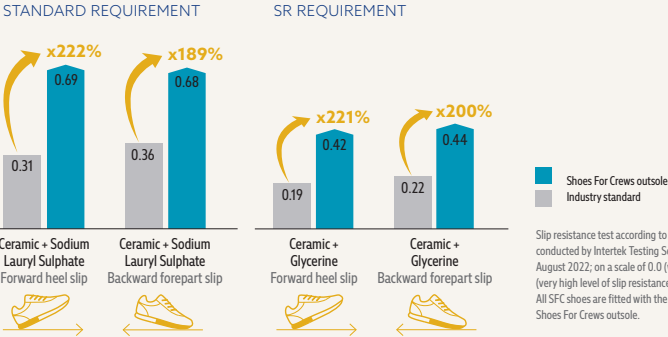 STANDARD REQUIREMENT
SR REQUIREMENT
x222%
x189%
x221%
x200%
0.69
0.68
0.42
0.44
0.31
0.36
0.19
0.22
Ceramic + Sodium
Lauryl Sulphate
Forward heel slip
Ceramic + Sodium
Lauryl Sulphate
Backward forepart slip
Ceramic +
Glycerine
Forward heel slip
Ceramic +
Glycerine
Backward forepart slip
Shoes For Crews outsole
Industry standard
Slip resistance test according to
conducted by Intertek Testing Se
August 2022; on a scale of 0.0 (
(very high level of slip resistance
All SFC shoes are fitted with the
Shoes For Crews outsole.